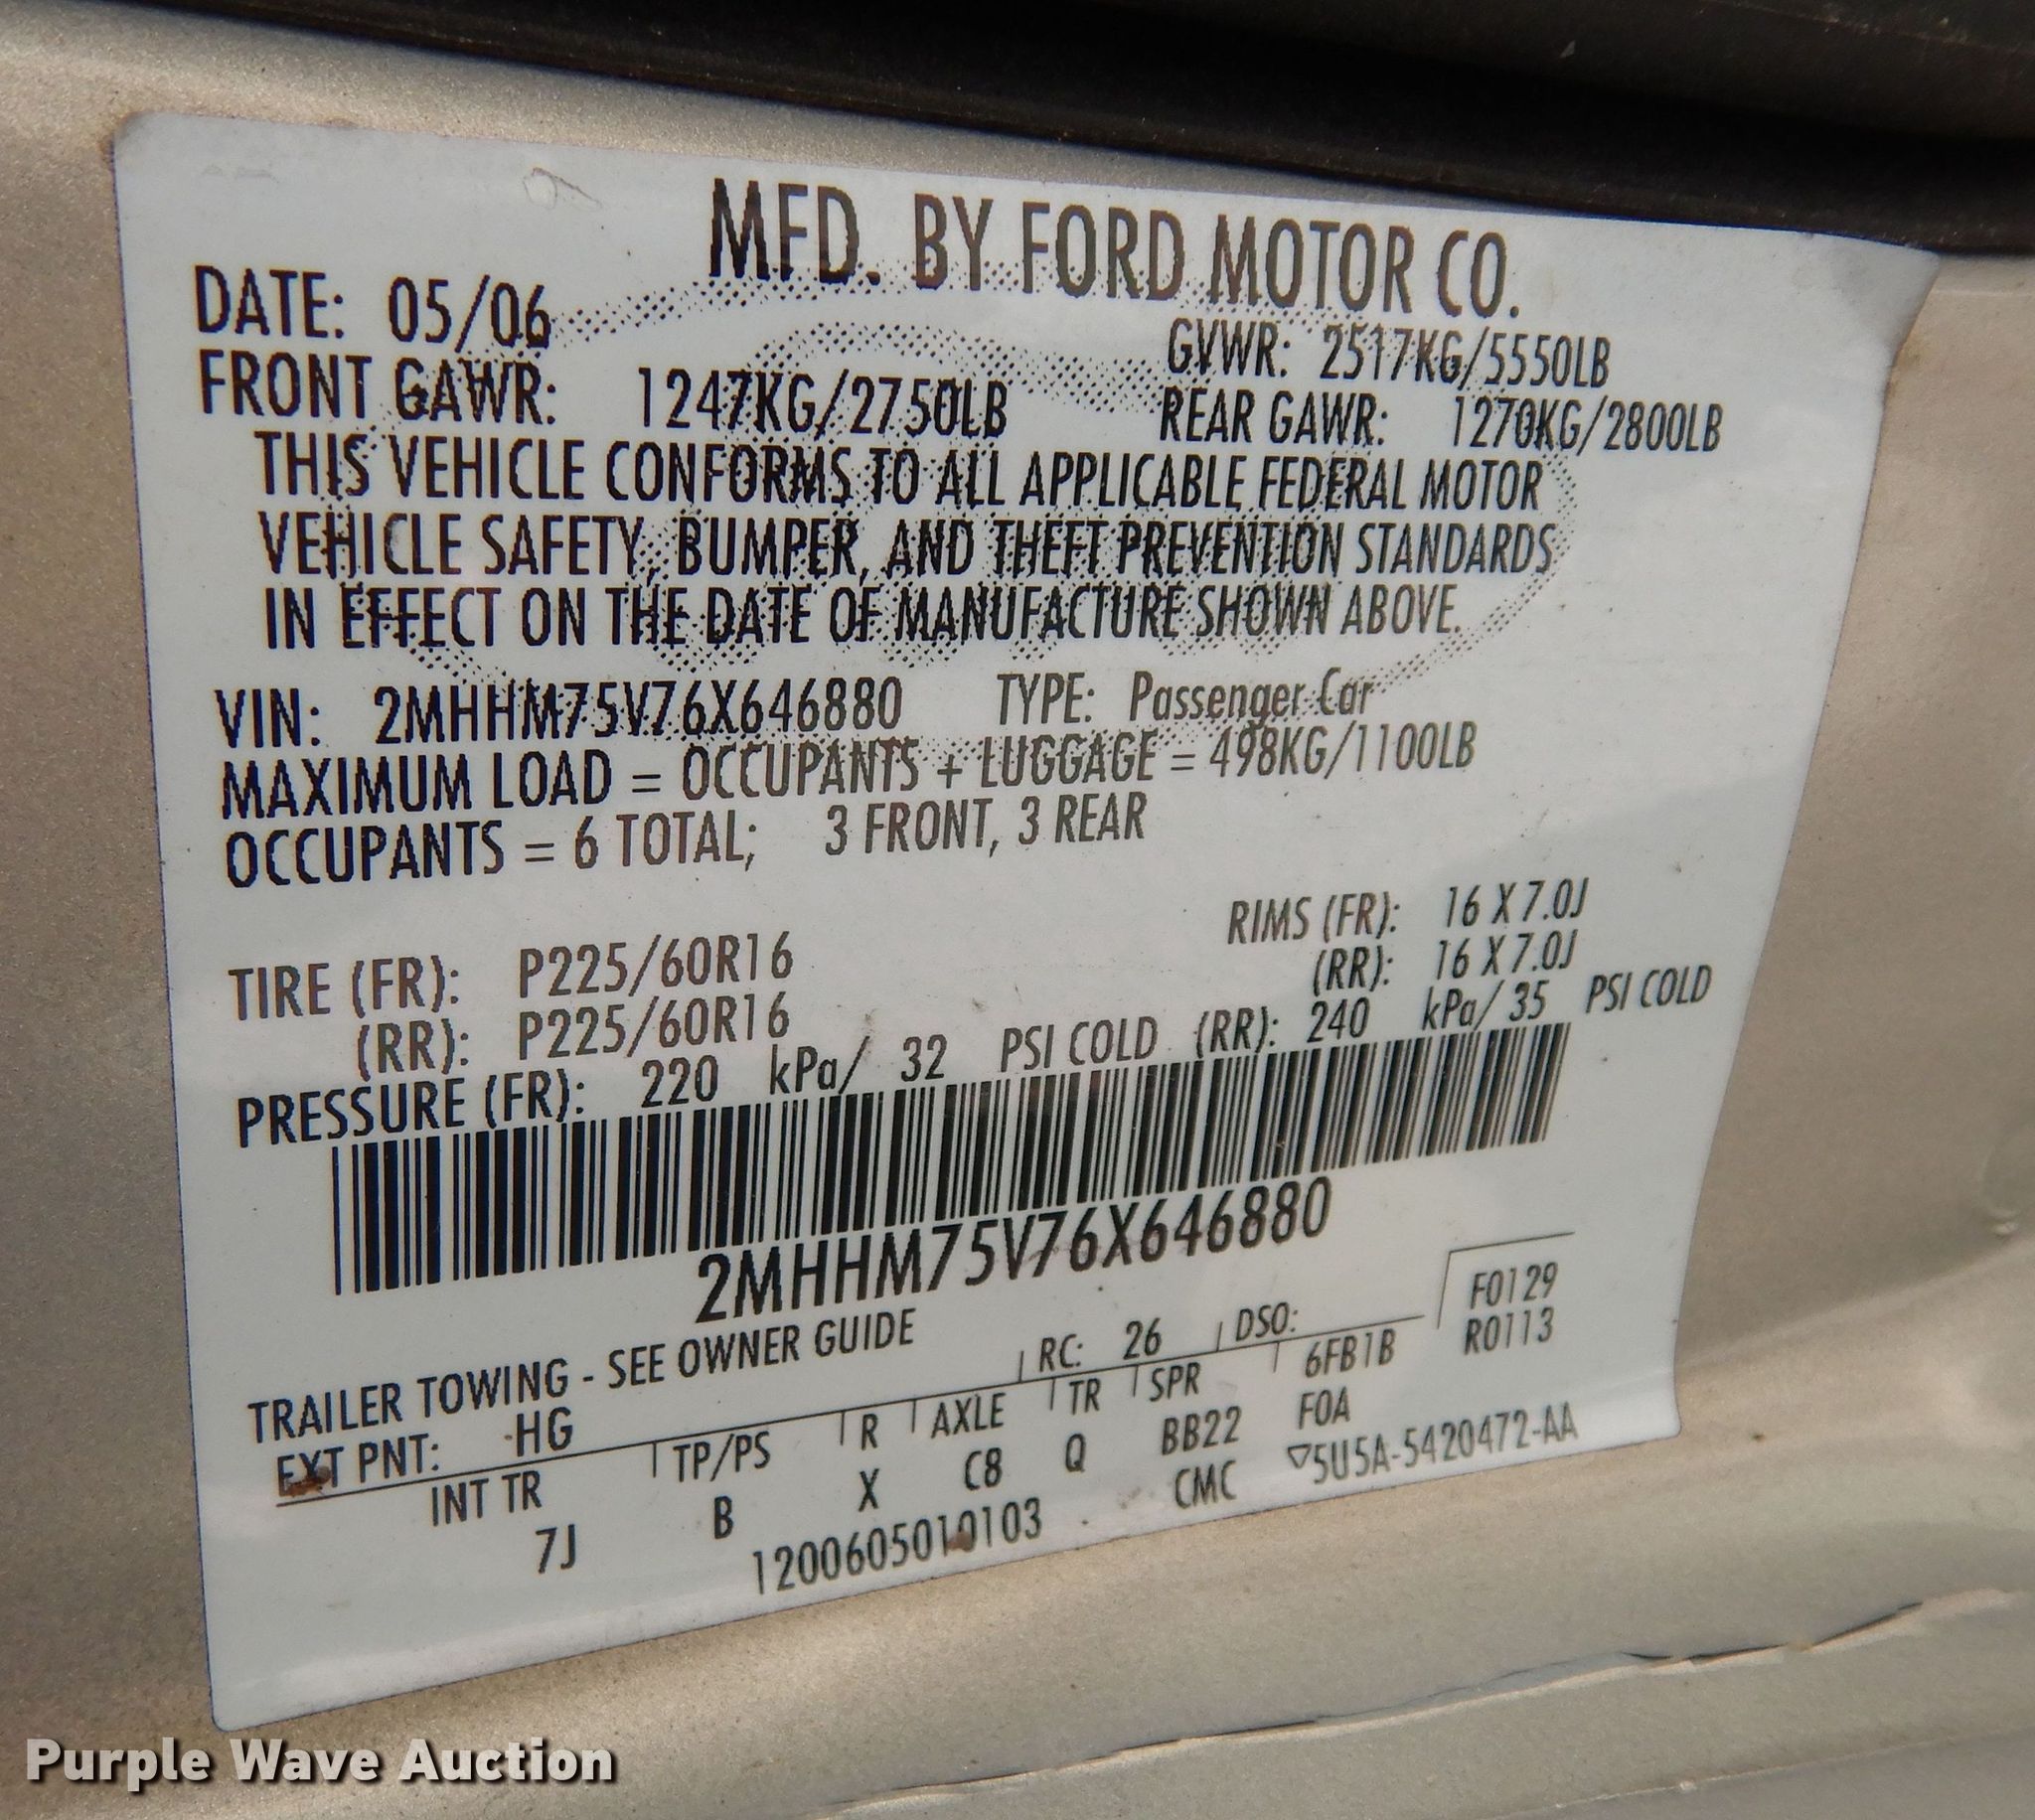 MFD. BY FORD MOTOR CO.
DATE: 05/06 GVWR: 2517KG/5550LB
FRONT GAWR: 1247KG/2750LB REAR GAWR: 1270KG/2800LB
THIS VEHICLE CONFORMS TO ALL APPLICABLE FEDERAL MOTOR
VEHICLE SAFETY, BUMPER, AND THEFT PREVENTION STANDARDS
IN EFFECT ON THE DATE OF MANUFACTURE SHOWN ABOVE.
VIN: 2MHHM75V76X646880 TYPE: Passenger Car
MAXIMUM LOAD = OCCUPANTS + LUGGAGE = 498KG/1100LB
OCCUPANTS = 6 TOTAL; 3 FRONT, 3 REAR
TIRE (FR): P225/60R16 RIMS (FR): 16 X 7.0J
(RR): P225/60R16 (RR): 16 X 7.0J
PRESSURE (FR): 220 kPa/ 32 PSI COLD (RR): 240 kPa/ 35 PSI COLD
2MHHM75V76X646880
TRAILER TOWING - SEE OWNER GUIDE F0129
EXT PNT: HG RC: 26 DSO: R0113
INT TR TP/PS R AXLE TR SPR 6FB1B
7J B X C8 Q BB22 FOA
1200605010103 CMC ▽5U5A-5420472-AA
Purple Wave Auction